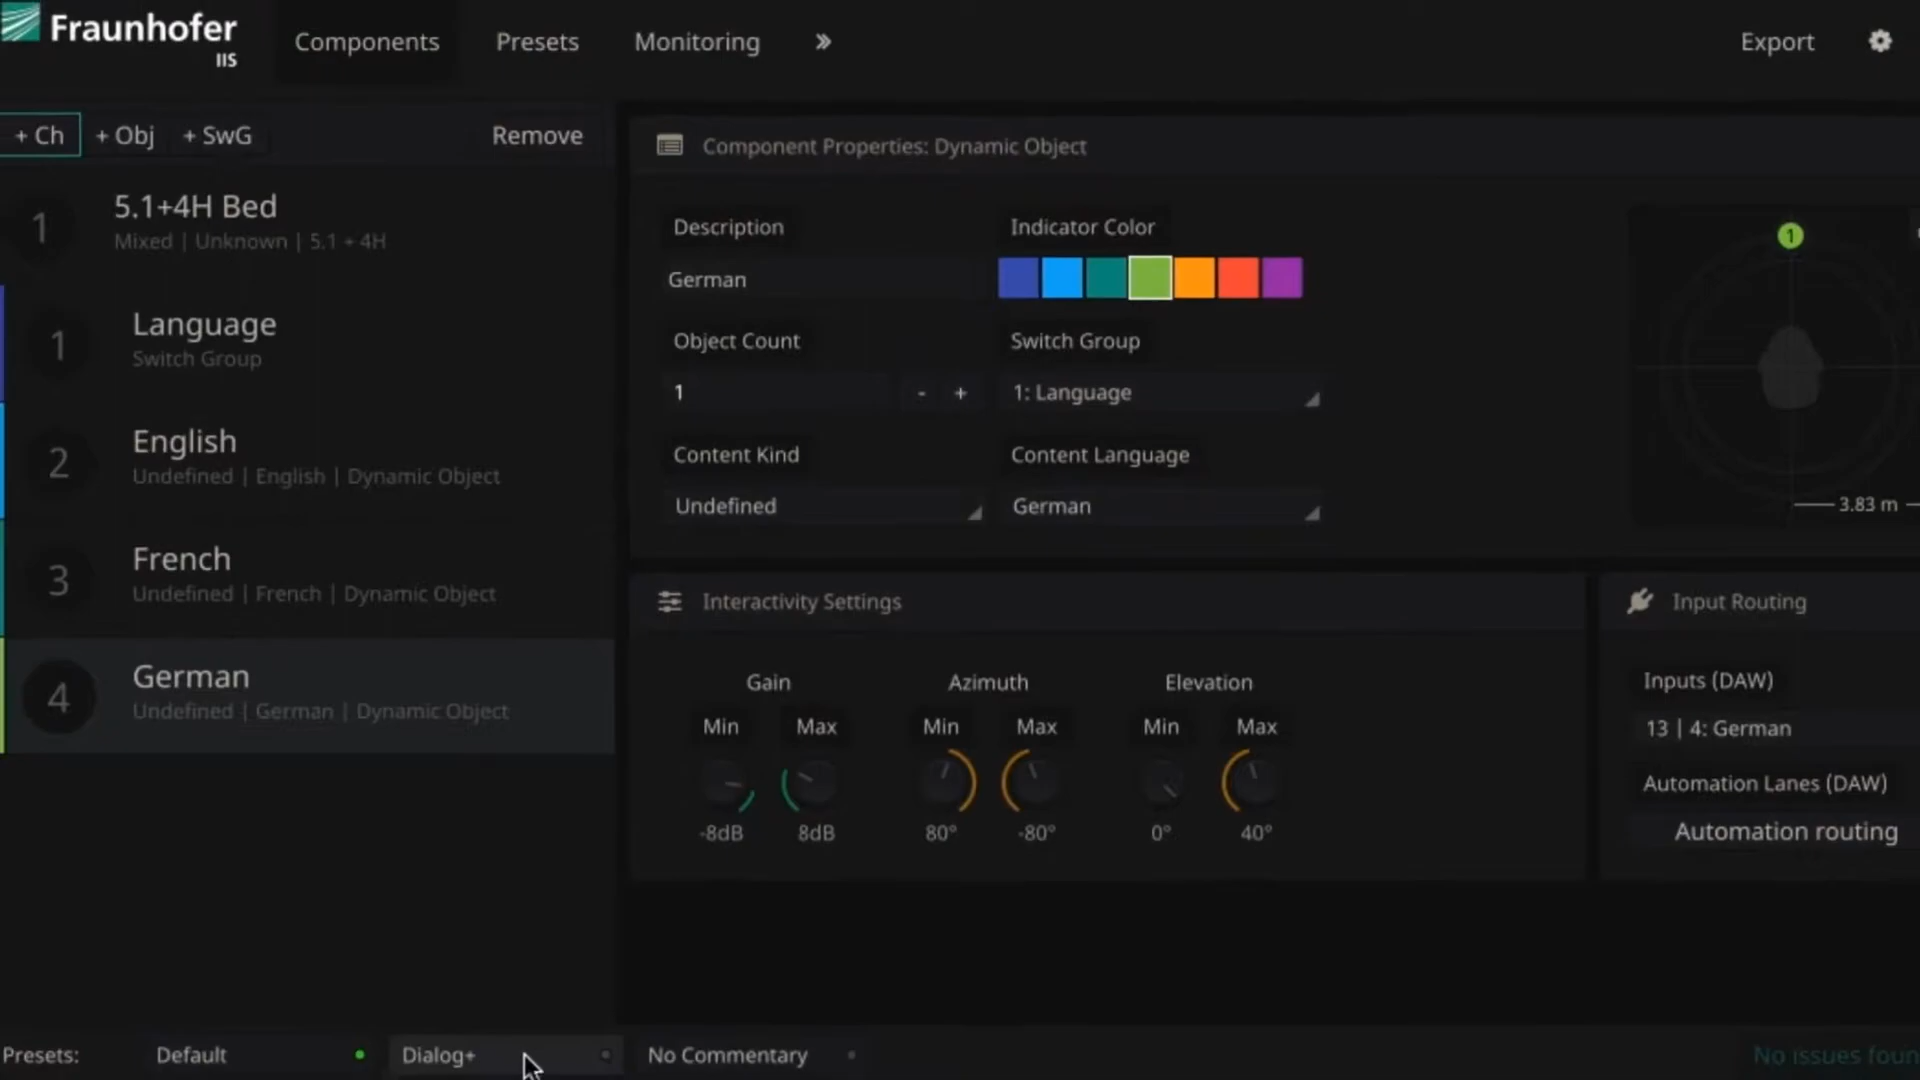 Fraunhofer
IIS
Components Presets Monitoring » Export
+ Ch + Obj + SwG Remove
1 5.1+4H Bed
Mixed | Unknown | 5.1 + 4H
1 Language
Switch Group
2 English
Undefined | English | Dynamic Object
3 French
Undefined | French | Dynamic Object
4 German
Undefined | German | Dynamic Object
Component Properties: Dynamic Object
Description Indicator Color
German
Object Count Switch Group
1 - + 1: Language
Content Kind Content Language
Undefined German
1
3.83 m
Interactivity Settings
Gain Azimuth Elevation
Min Max Min Max Min Max
-8dB 8dB 80° -80° 0° 40°
Input Routing
Inputs (DAW)
13 | 4: German
Automation Lanes (DAW)
Automation routing
Presets: Default Dialog+ No Commentary No issues foun